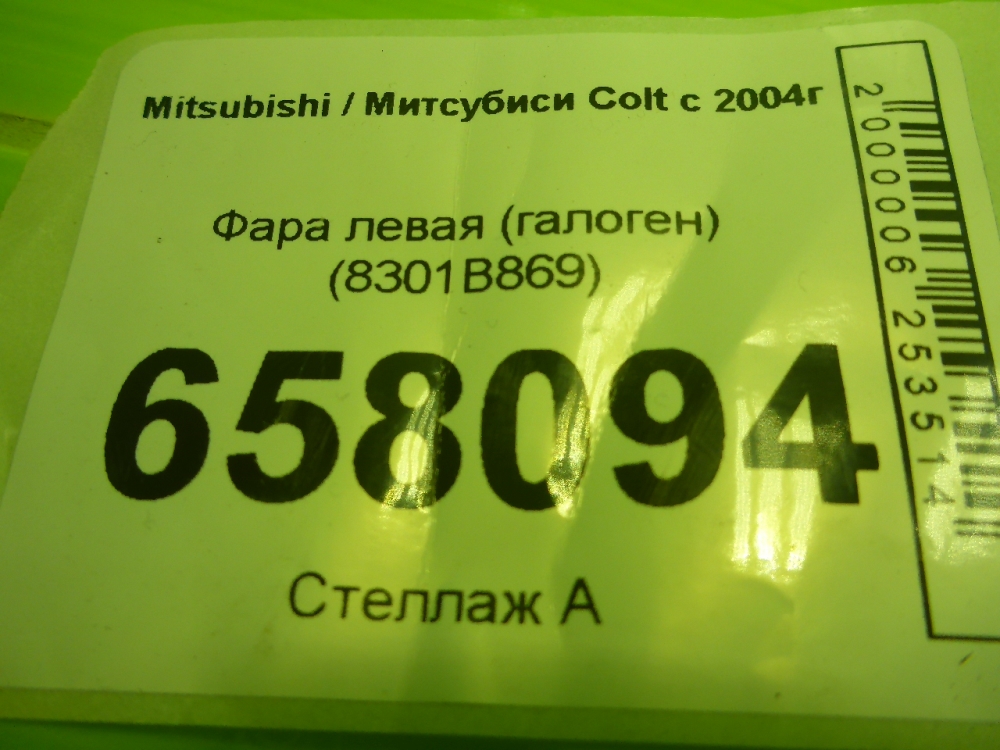 Mitsubishi / Митсубиси Colt с 2004г
Фара левая (галоген)
(8301B869)
658094
Стеллаж А
2000006253514